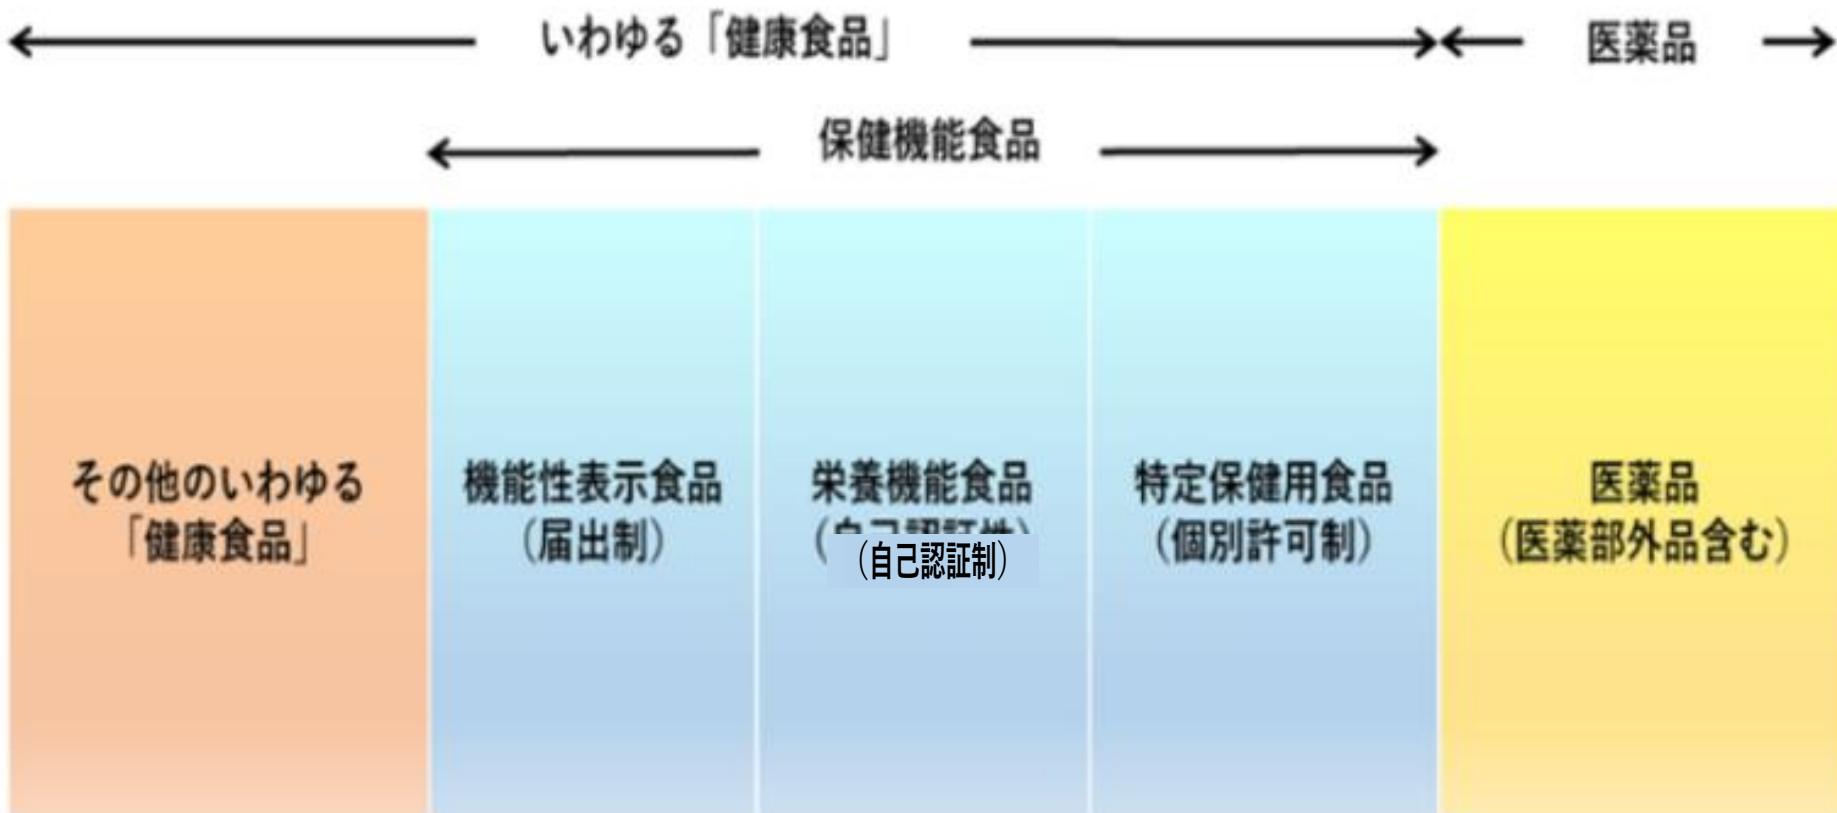 いわゆる「健康食品」
医薬品
保健機能食品
その他のいわゆる
「健康食品」
機能性表示食品
（届出制）
栄養機能食品
（自己認証制）
特定保健用食品
（個別許可制）
医薬品
（医薬部外品含む）